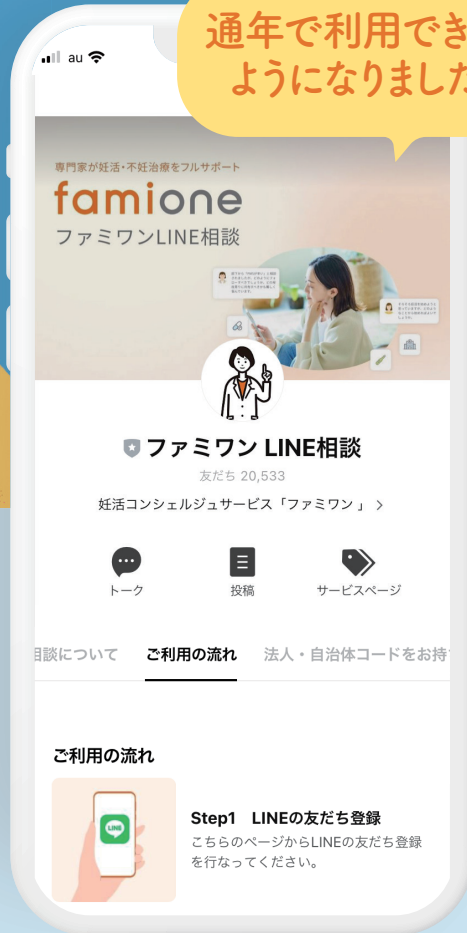 通年で利用でき
ようになりました
au
専門家が妊活・不妊治療をフルサポート
famione
ファミワンLINE相談
ファミワン LINE相談
友だち 20,533
妊活コンシェルジュサービス「ファミワン 」 >
トーク
投稿
サービスページ
相談について
ご利用の流れ
法人・自治体コードをお持
ご利用の流れ
LINE
Step1 LINEの友だち登録
こちらのページからLINEの友だち登録
を行なってください。